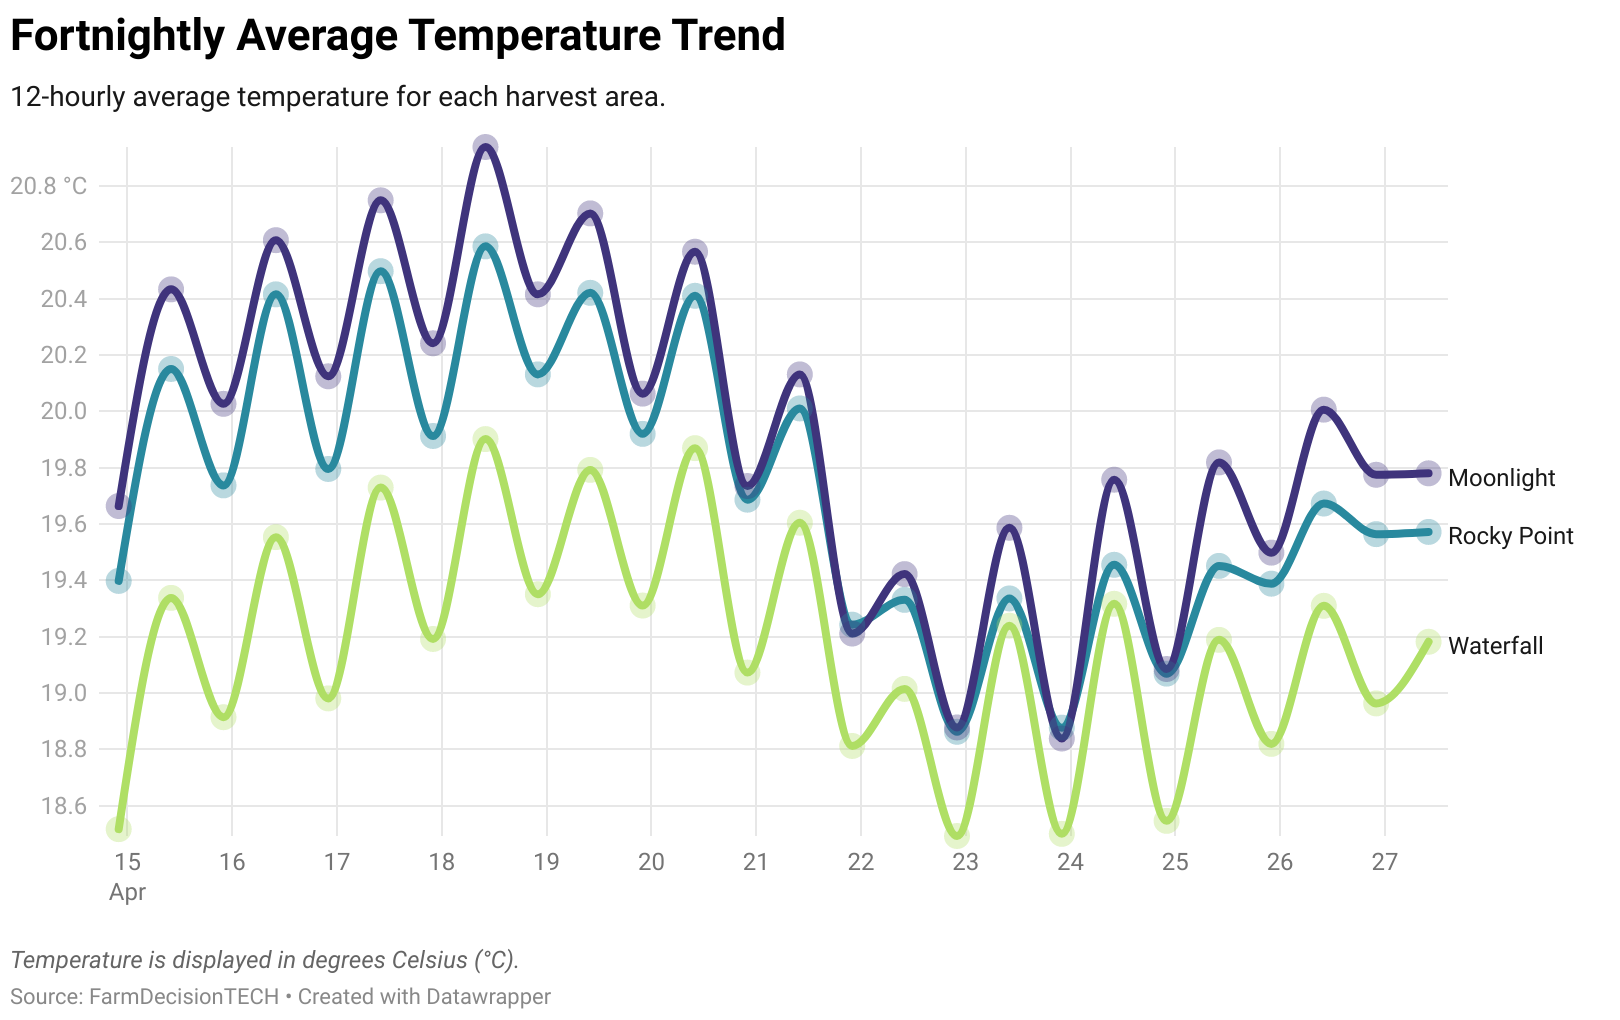 Fortnightly Average Temperature Trend
12-hourly average temperature for each harvest area.
20.8 °C
20.6
20.4
20.2
20.0
19.8
19.6
19.4
19.2
19.0
18.8
18.6
Moonlight
Rocky Point
Waterfall
15 16 17 18 19 20 21 22 23 24 25 26 27
Apr
Temperature is displayed in degrees Celsius (°C).
Source: FarmDecisionTECH • Created with Datawrapper